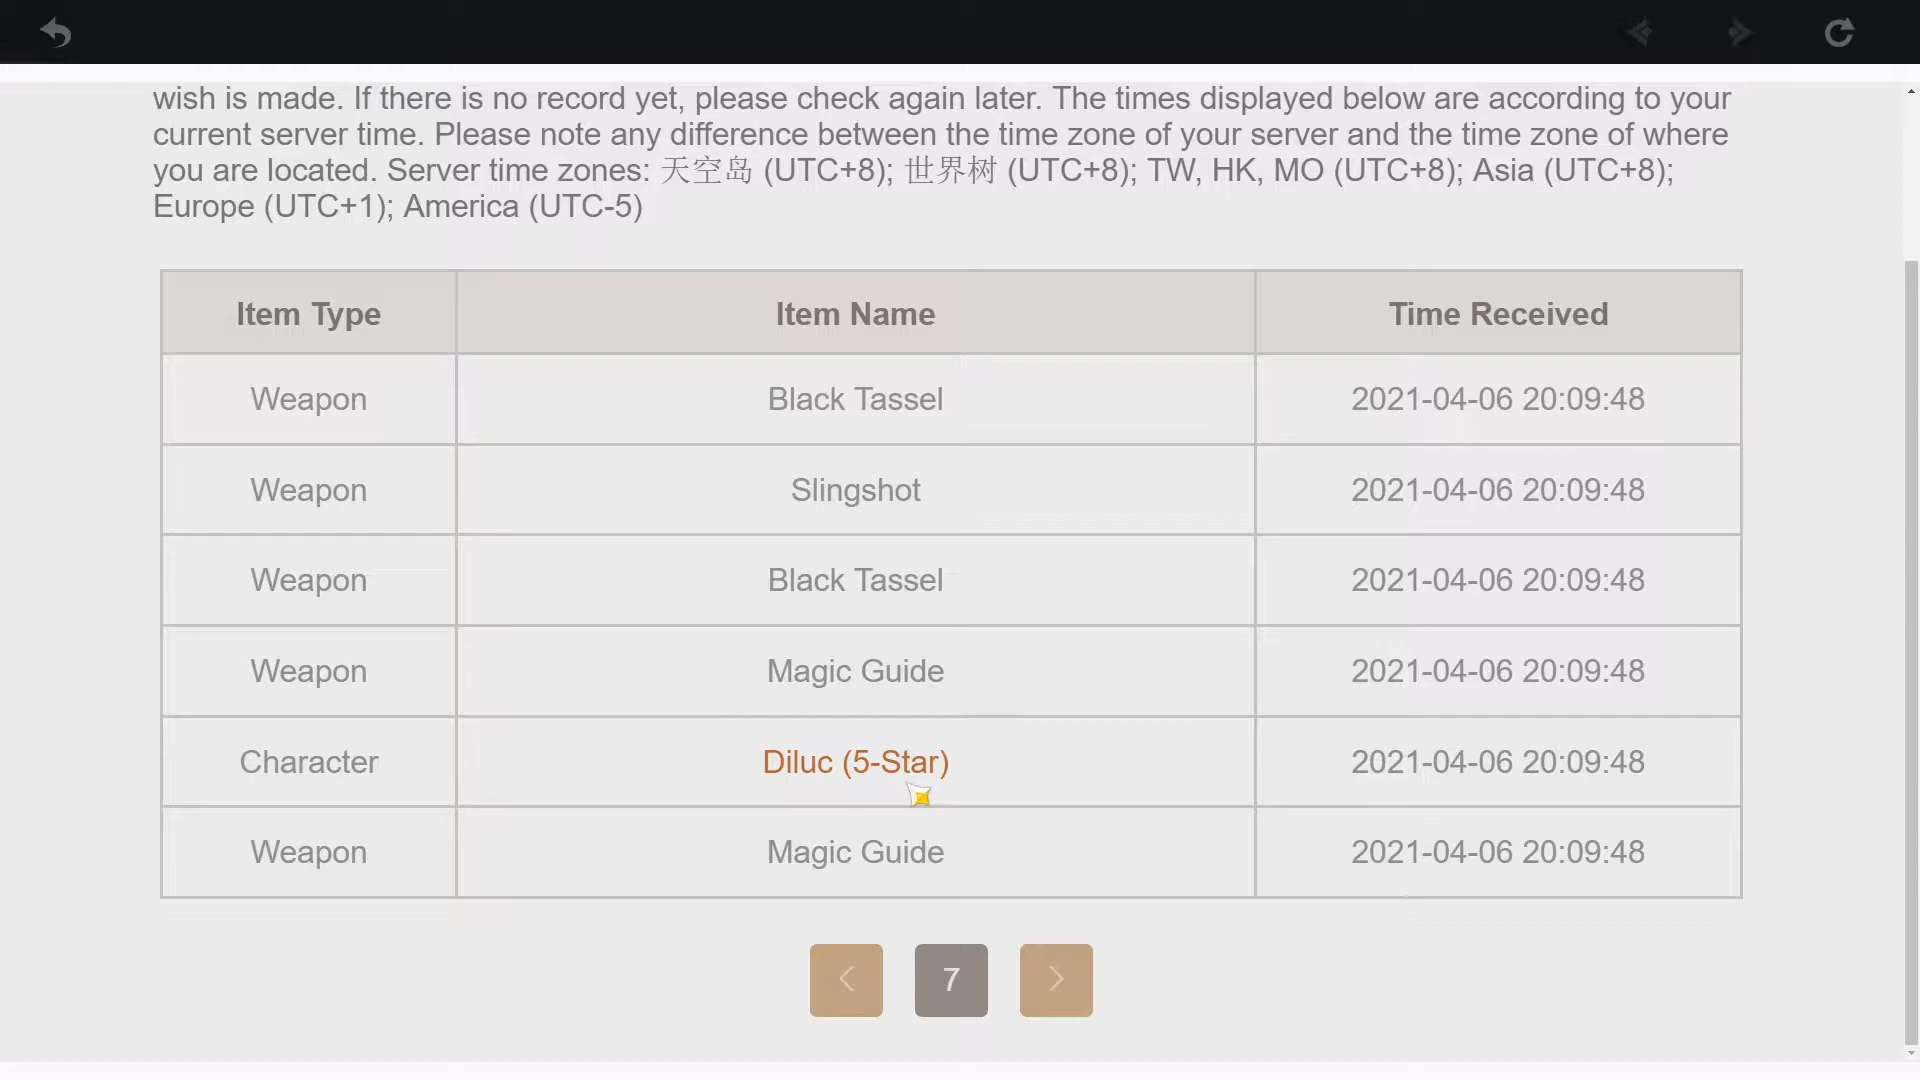 wish is made. If there is no record yet, please check again later. The times displayed below are according to your
current server time. Please note any difference between the time zone of your server and the time zone of where
you are located. Server time zones: 天空岛 (UTC+8); 世界树 (UTC+8); TW, HK, MO (UTC+8); Asia (UTC+8);
Europe (UTC+1); America (UTC-5)
Item Type Item Name Time Received
Weapon Black Tassel 2021-04-06 20:09:48
Weapon Slingshot 2021-04-06 20:09:48
Weapon Black Tassel 2021-04-06 20:09:48
Weapon Magic Guide 2021-04-06 20:09:48
Character Diluc (5-Star) 2021-04-06 20:09:48
Weapon Magic Guide 2021-04-06 20:09:48
7